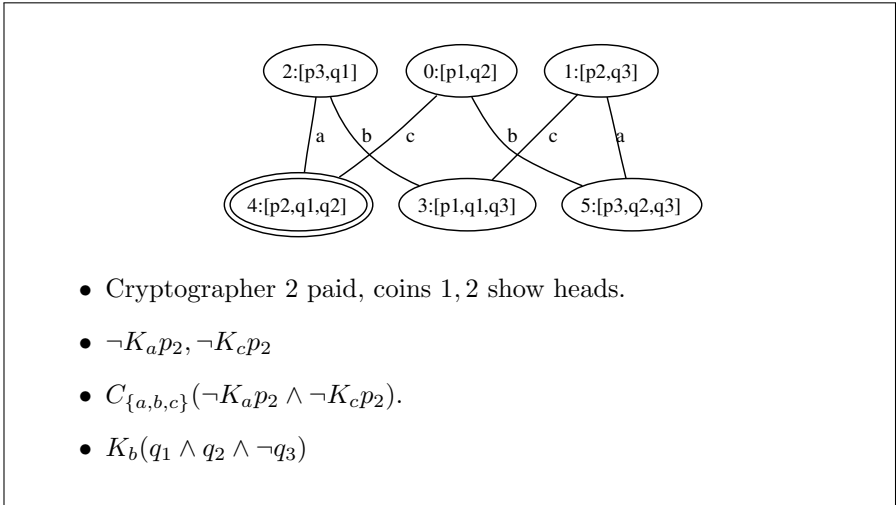 2:[p3,q1] 0:[p1,q2] 1:[p2,q3]
a b c b c a
4:[p2,q1,q2] 3:[p1,q1,q3] 5:[p3,q2,q3]
• Cryptographer 2 paid, coins 1, 2 show heads.
• ¬K_a p_2, ¬K_c p_2
• C_{a,b,c}(¬K_a p_2 ∧ ¬K_c p_2).
• K_b(q_1 ∧ q_2 ∧ ¬q_3)